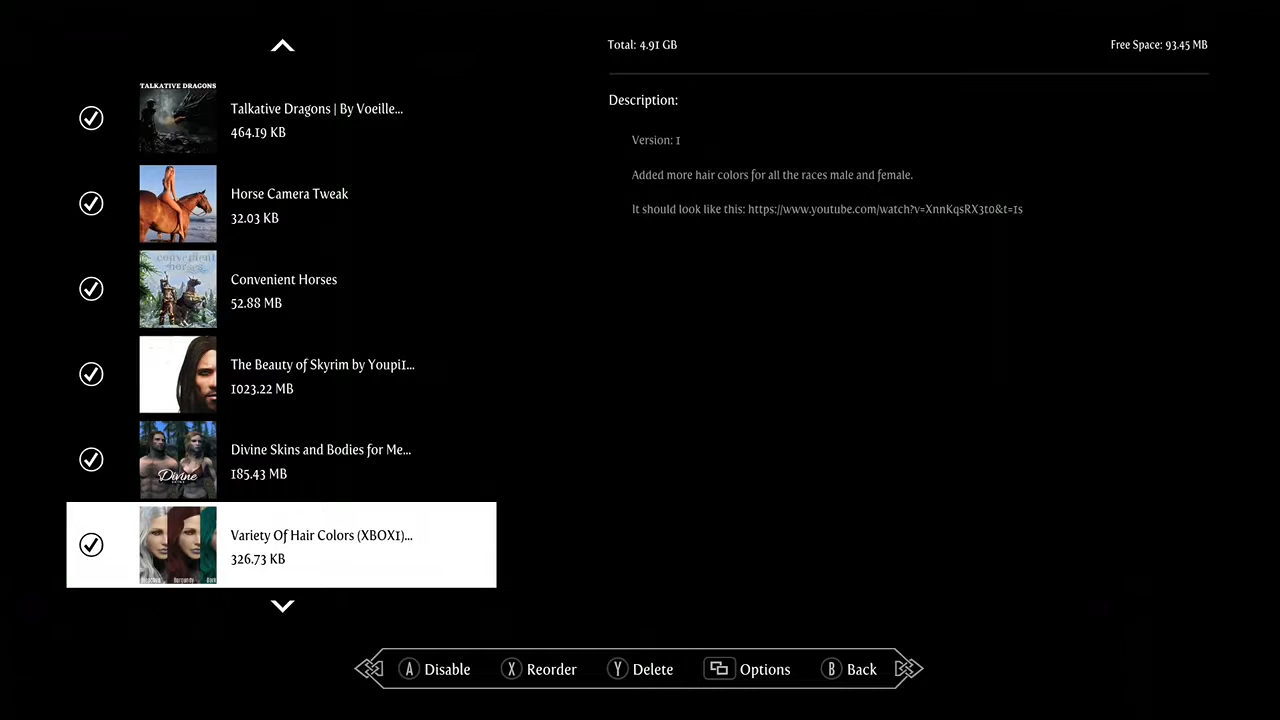 Total: 4.91 GB
Free Space: 93.45 MB
TALKATIVE DRAGONS
Talkative Dragons | By Voeille...
464.19 KB
Horse Camera Tweak
32.03 KB
convenient
horses
Convenient Horses
52.88 MB
The Beauty of Skyrim by Youpi1...
1023.22 MB
Divine
Divine Skins and Bodies for Me...
185.43 MB
Burgundy
Dark
Variety Of Hair Colors (XBOX1)...
326.73 KB
Description:
Version: 1
Added more hair colors for all the races male and female.
It should look like this: https://www.youtube.com/watch?v=XnnKqsRX3t0&t=1s
A Disable X Reorder Y Delete Options B Back